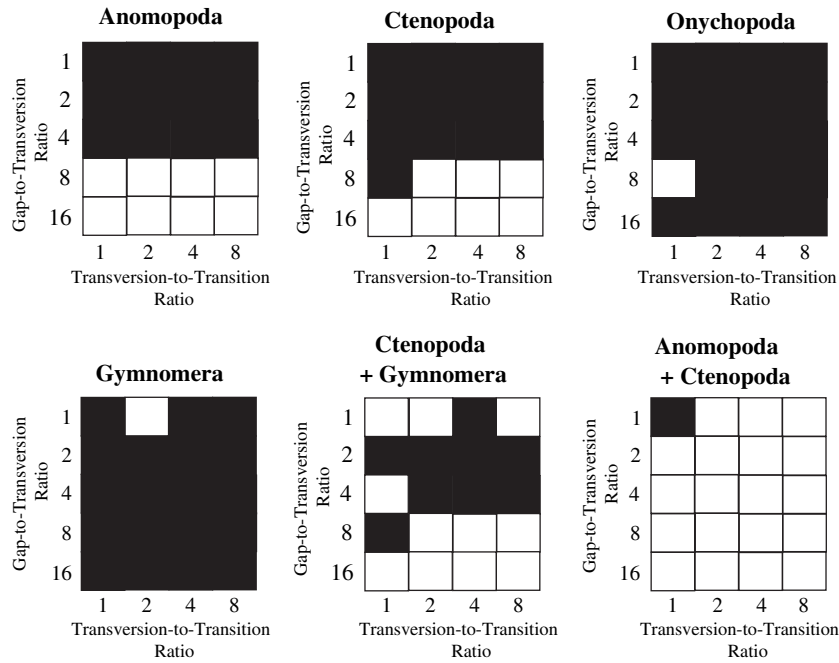 Anomopoda
Gap-to-Transversion
Ratio
1
2
4
8
16
1 2 4 8
Transversion-to-Transition
Ratio
Ctenopoda
Gap-to-Transversion
Ratio
1
2
4
8
16
1 2 4 8
Transversion-to-Transition
Ratio
Onychopoda
Gap-to-Transversion
Ratio
1
2
4
8
16
1 2 4 8
Transversion-to-Transition
Ratio
Gymnomera
Gap-to-Transversion
Ratio
1
2
4
8
16
1 2 4 8
Transversion-to-Transition
Ratio
Ctenopoda
+ Gymnomera
Gap-to-Transversion
Ratio
1
2
4
8
16
1 2 4 8
Transversion-to-Transition
Ratio
Anomopoda
+ Ctenopoda
Gap-to-Transversion
Ratio
1
2
4
8
16
1 2 4 8
Transversion-to-Transition
Ratio